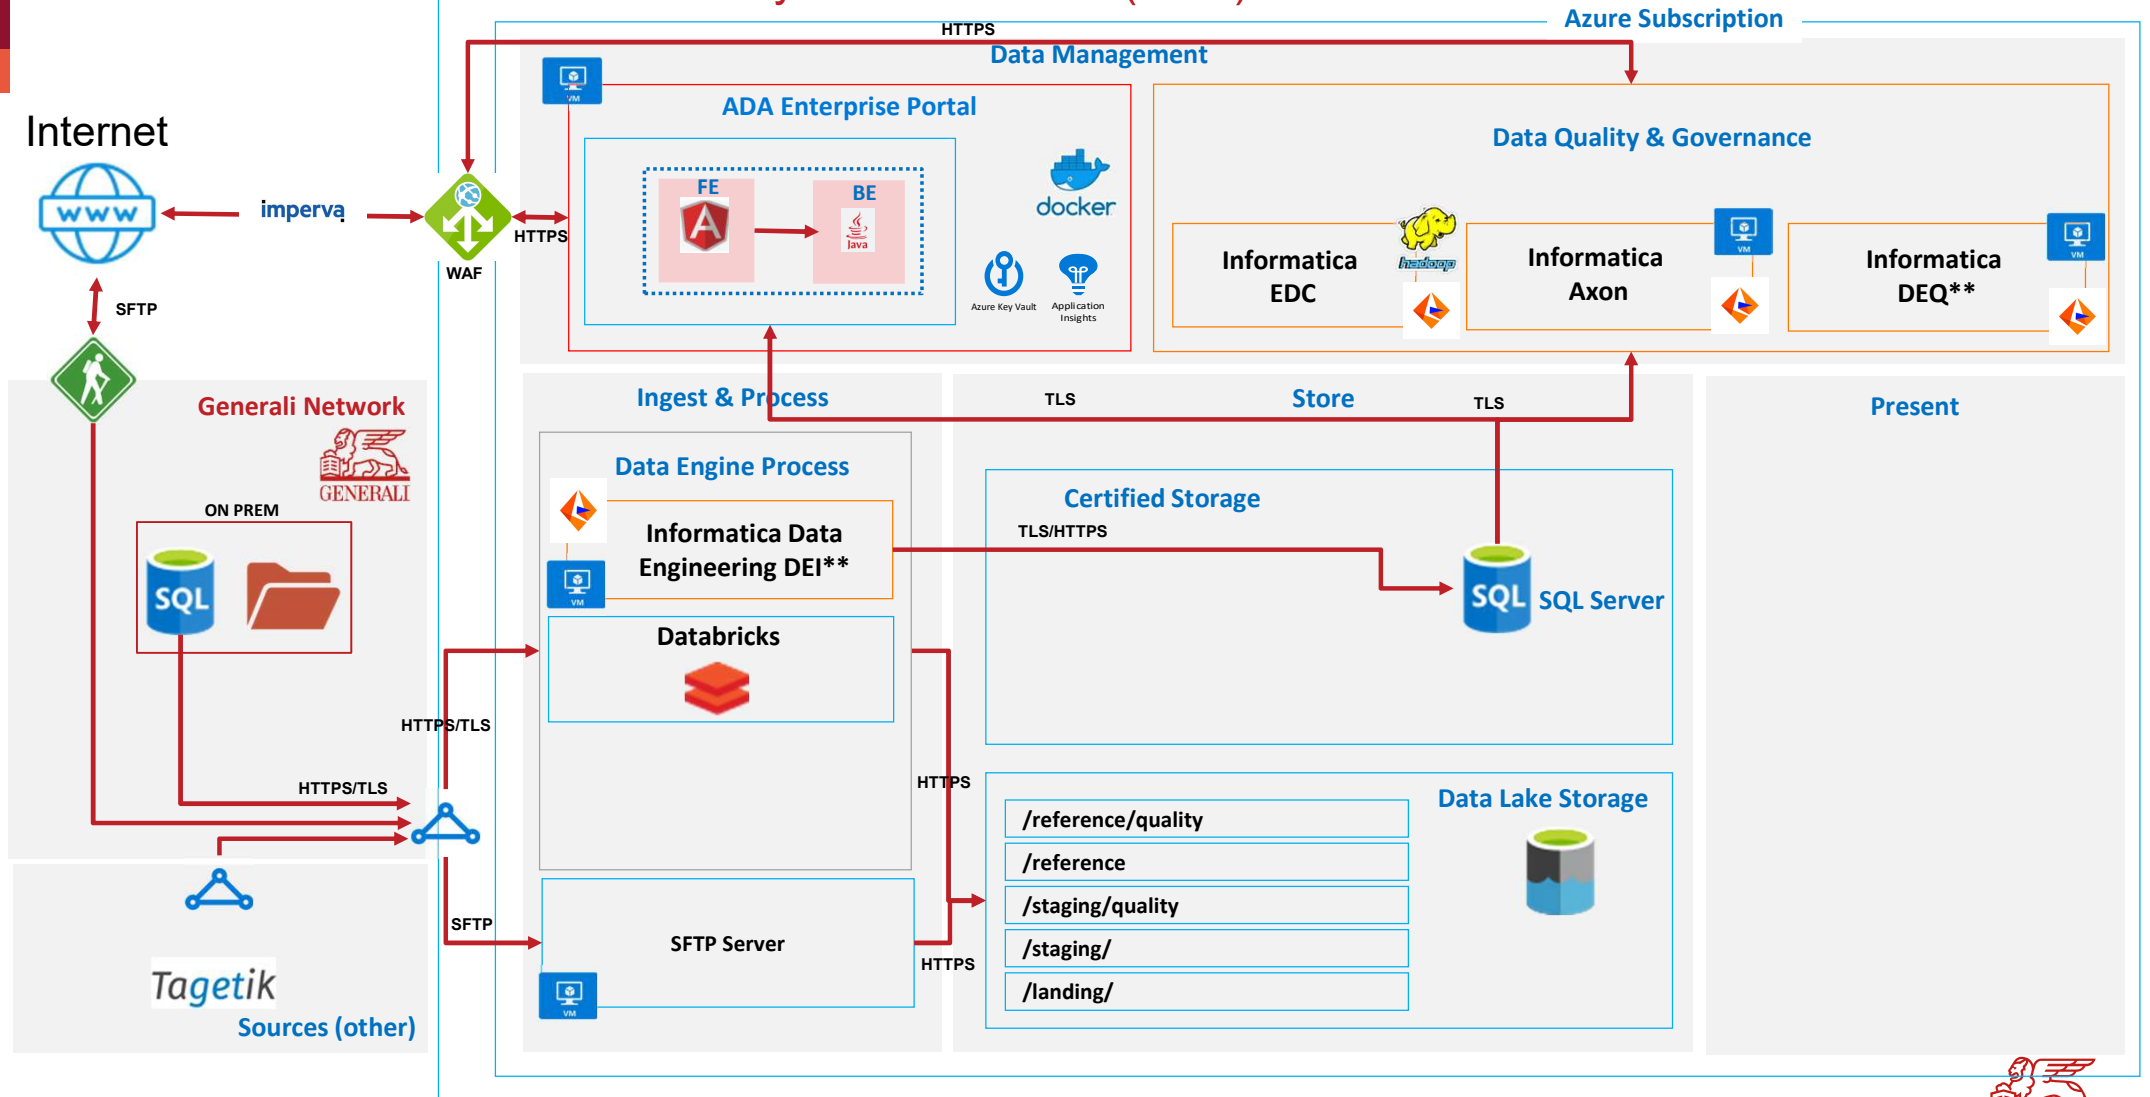 Azure Subscription
HTTPS
Data Management
VM
ADA Enterprise Portal
Internet
Data Quality & Governance
www
imperva
FE
BE
Java
docker
HTTPS
WAF
Azure Key Vault
Application
Insights
Informatica
EDC
hadoop
Informatica
Axon
VM
Informatica
DEQ**
VM
SFTP
Generali Network
GENERALI
ON PREM
SQL
HTTPS/TLS
HTTPS/TLS
Ingest & Process
TLS
Store
TLS
Present
Data Engine Process
Informatica Data
Engineering DEI**
VM
Databricks
Certified Storage
TLS/HTTPS
SQL
SQL Server
HTTPS
Data Lake Storage
/reference/quality
/reference
/staging/quality
/staging/
/landing/
SFTP
SFTP Server
VM
HTTPS
Tagetik
Sources (other)